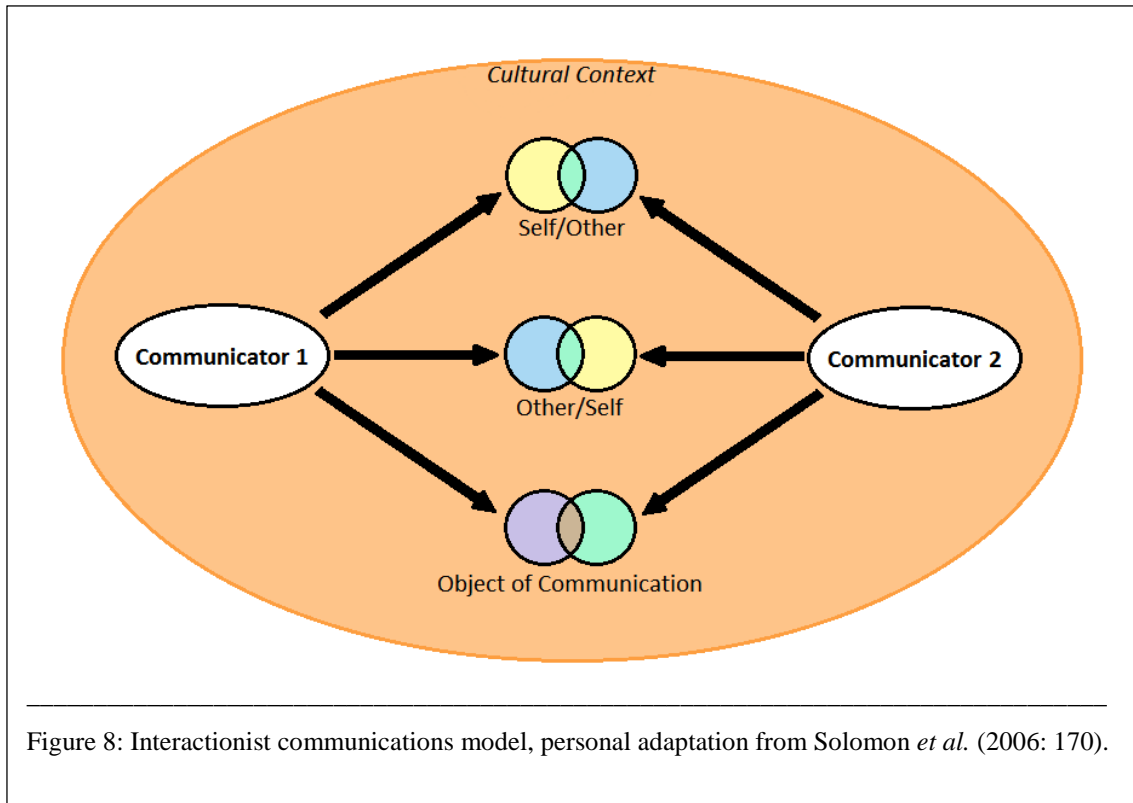 Cultural Context
Self/Other
Communicator 1
Other/Self
Communicator 2
Object of Communication
Figure 8: Interactionist communications model, personal adaptation from Solomon et al. (2006: 170).